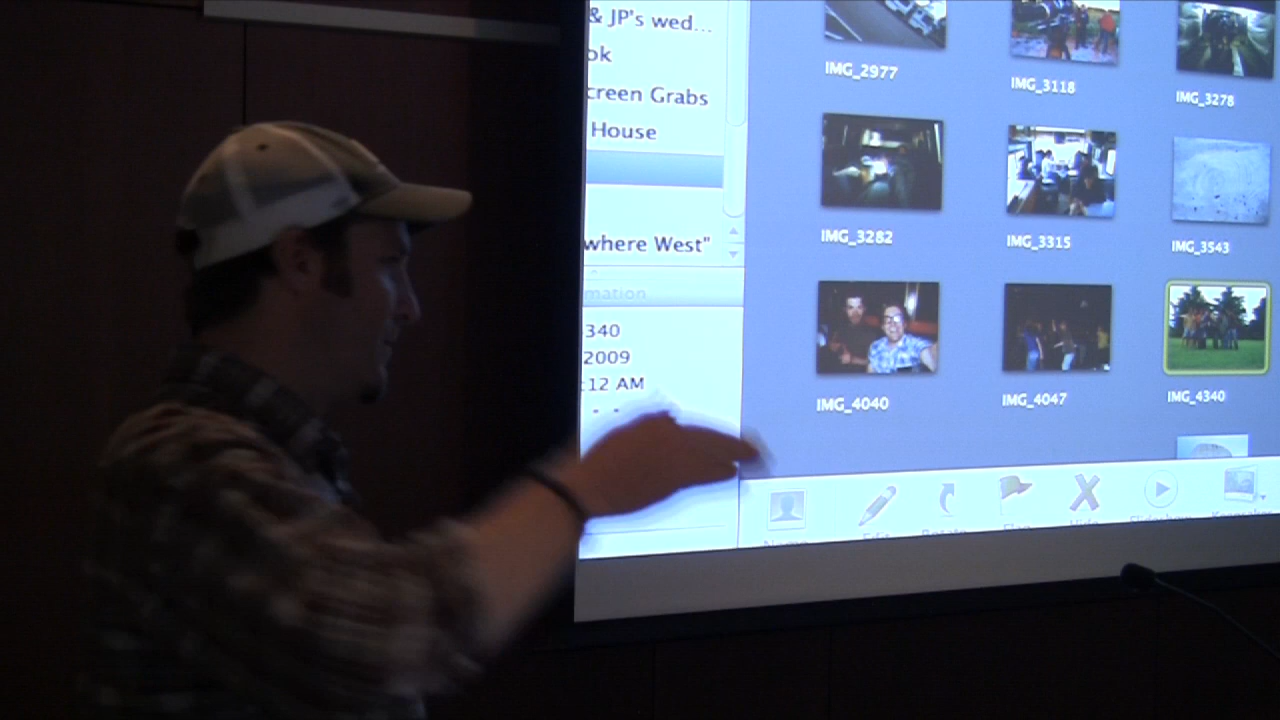 & JP's wed...
ok
creen Grabs
House
where West"
mation
340
2009
:12 AM
IMG_2977
IMG_3118
IMG_3278
IMG_3282
IMG_3315
IMG_3543
IMG_4040
IMG_4047
IMG_4340